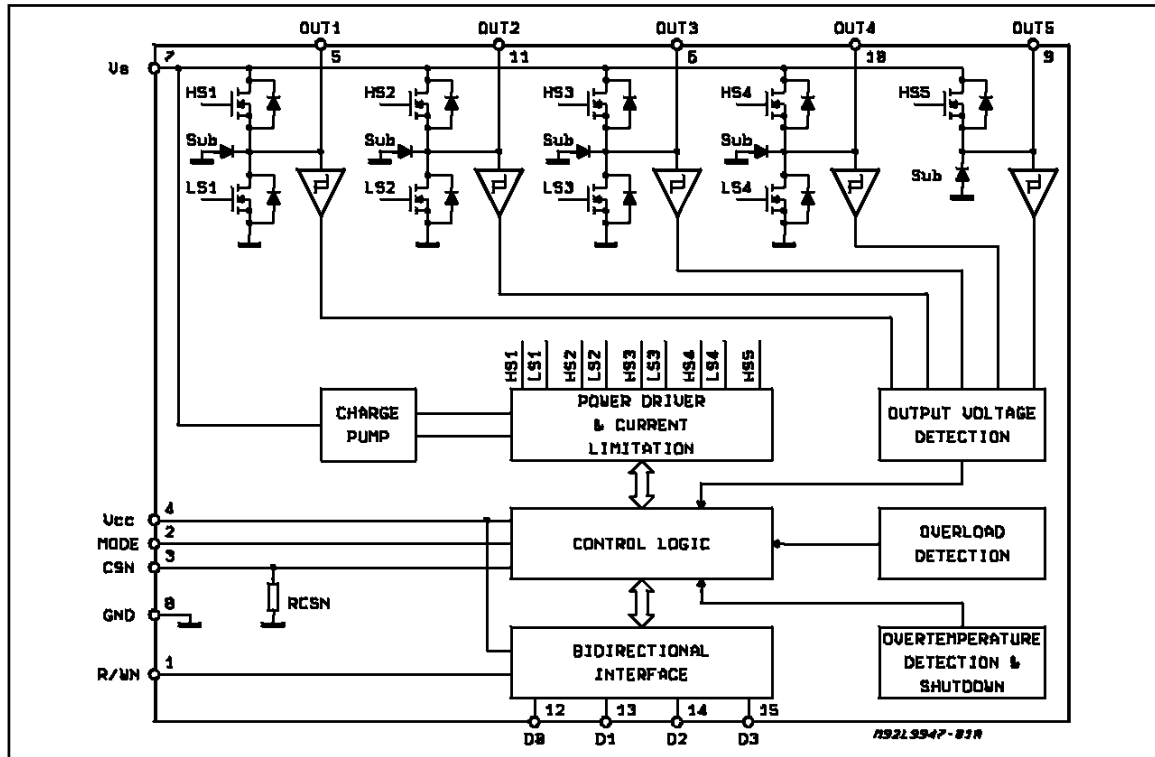 OUT1 OUT2 OUT3 OUT4 OUT5
7 5 11 6 10 9
Vs
HS1 HS2 HS3 HS4 HS5
Sub Sub Sub Sub
Sub
LS1 LS2 LS3 LS4
HS1 LS1 HS2 LS2 HS3 LS3 HS4 LS4 HS5
CHARGE
PUMP
POWER DRIVER
& CURRENT
LIMITATION
OUTPUT VOLTAGE
DETECTION
Vcc 4
MODE 2
CSN 3
CONTROL LOGIC
OVERLOAD
DETECTION
RCSN
GND 8
R/WN 1
BIDIRECTIONAL
INTERFACE
OVERTEMPERATURE
DETECTION &
SHUTDOWN
12 13 14 15
D0 D1 D2 D3
M92L9947-01A